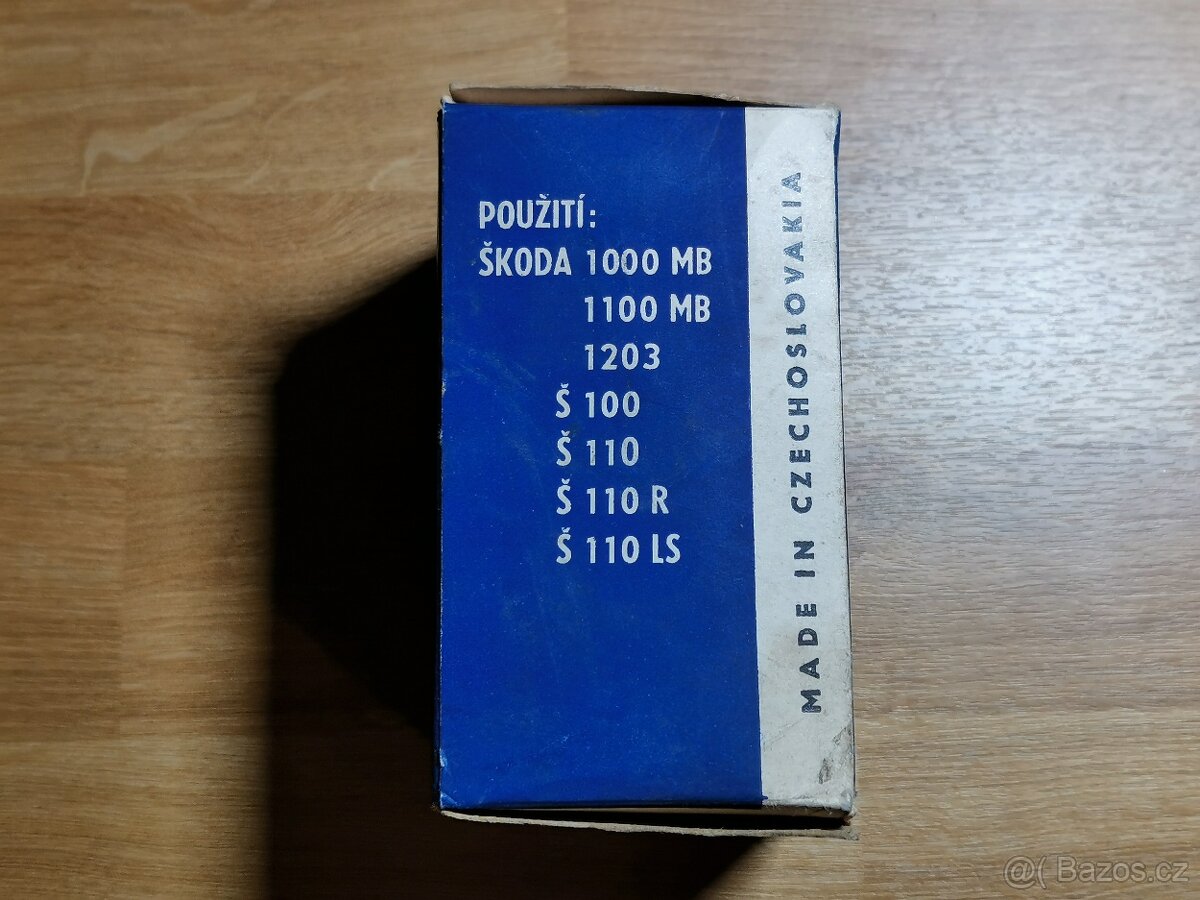 POUŽITÍ:
ŠKODA 1000 MB
1100 MB
1203
Š 100
Š 110
Š 110 R
Š 110 LS
MADE IN CZECHOSLOVAKIA
@( Bazos.cz